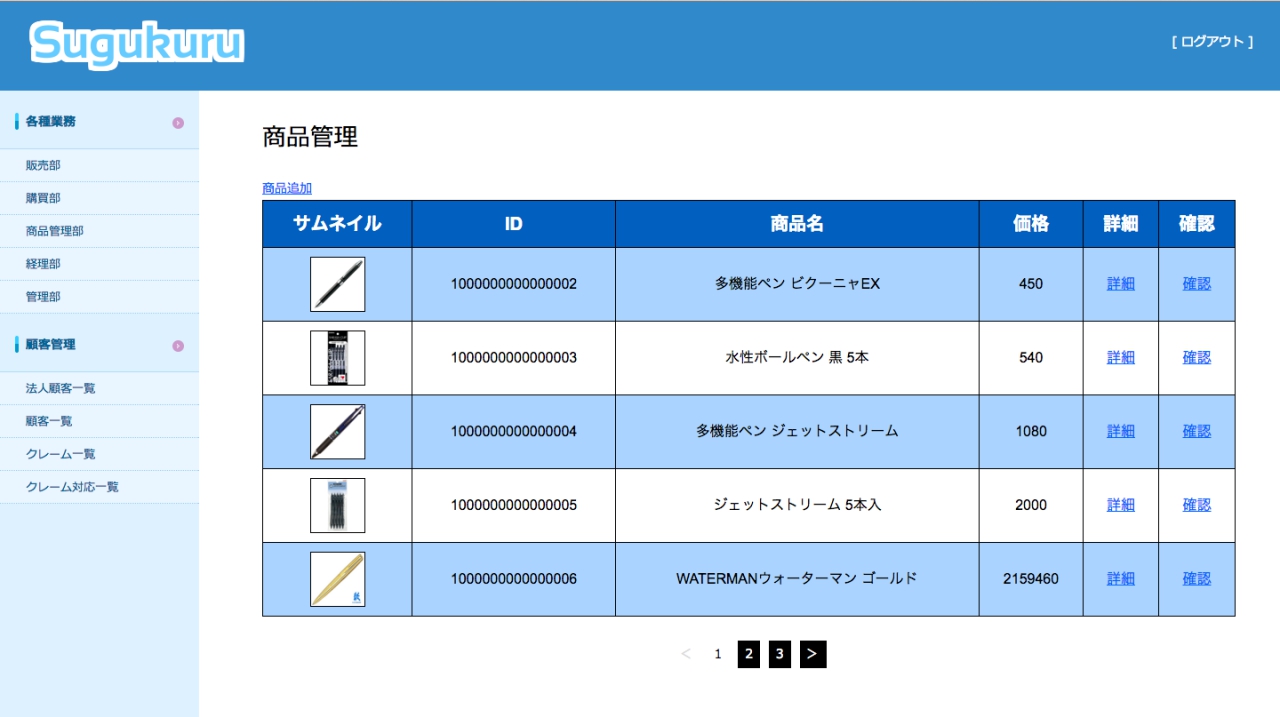 Sugukuru
[ ログアウト ]
各種業務
販売部
購買部
商品管理部
経理部
管理部
顧客管理
法人顧客一覧
顧客一覧
クレーム一覧
クレーム対応一覧
商品管理
商品追加
サムネイル ID 商品名 価格 詳細 確認
1000000000000002 多機能ペン ピクーニャEX 450 詳細 確認
1000000000000003 水性ボールペン 黒 5本 540 詳細 確認
1000000000000004 多機能ペン ジェットストリーム 1080 詳細 確認
1000000000000005 ジェットストリーム 5本入 2000 詳細 確認
1000000000000006 WATERMANウォーターマン ゴールド 2159460 詳細 確認
< 1 2 3 >